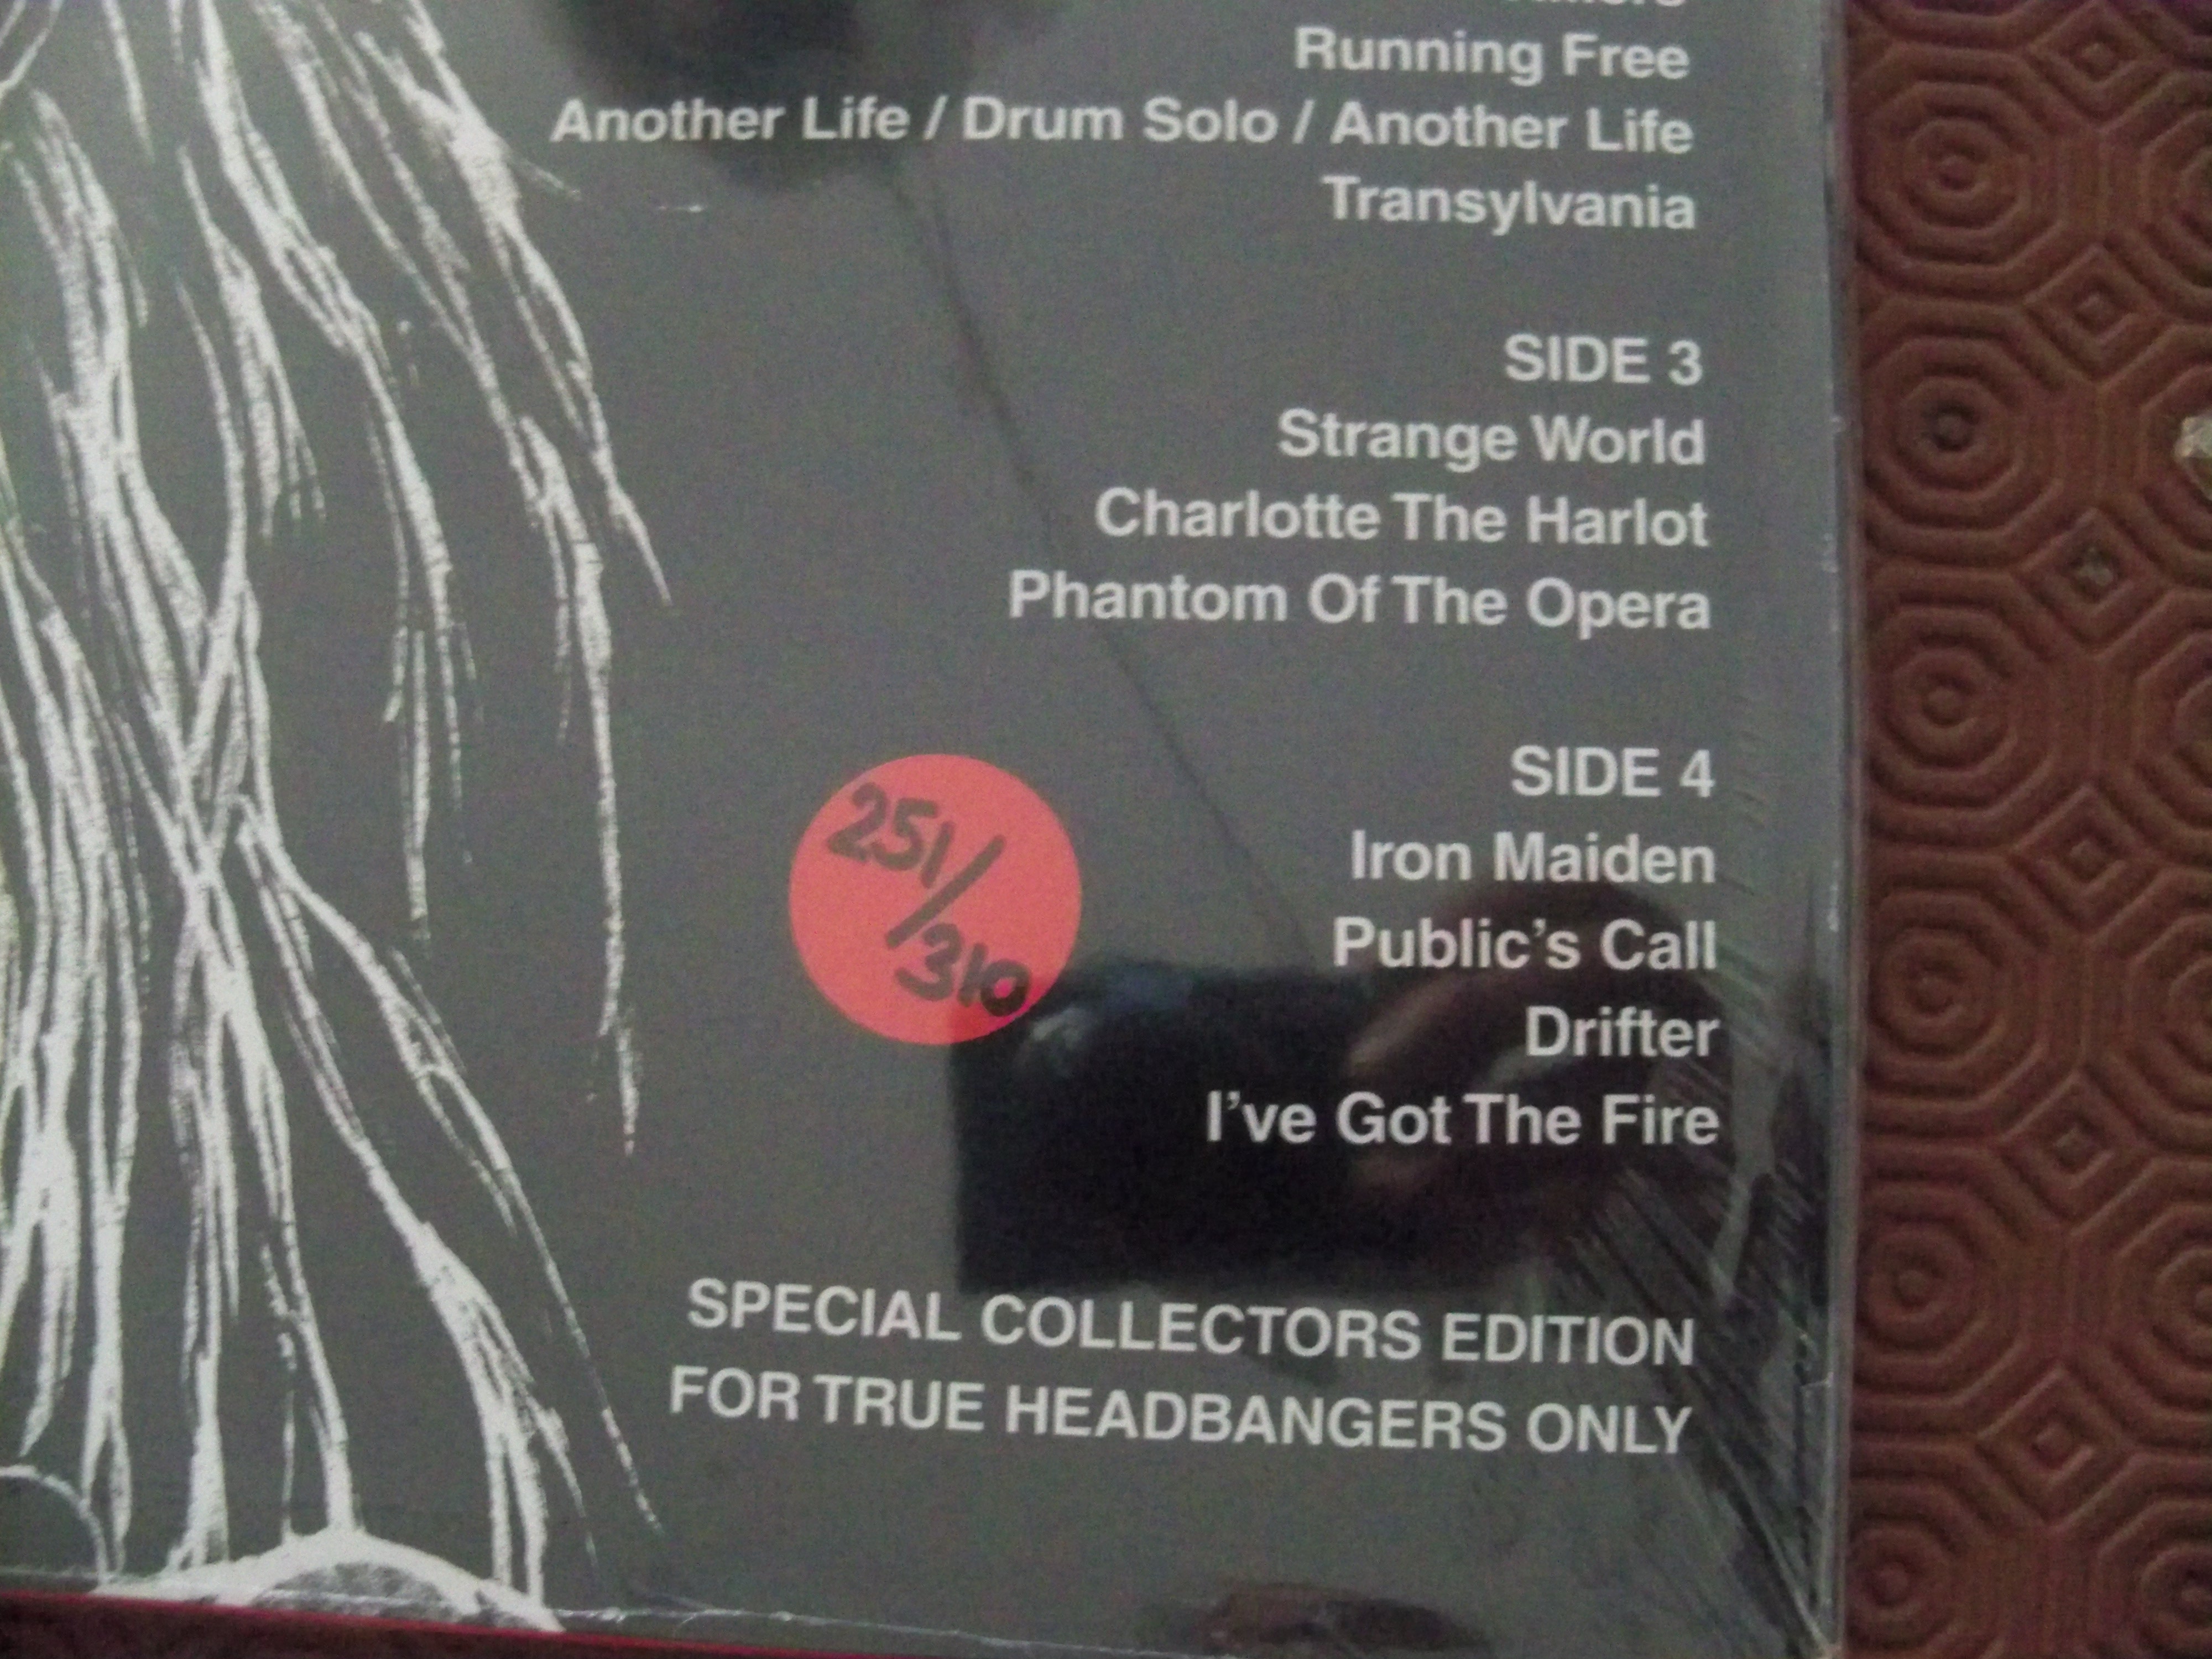 Running Free
Another Life / Drum Solo / Another Life
Transylvania
SIDE 3
Strange World
Charlotte The Harlot
Phantom Of The Opera
SIDE 4
Iron Maiden
Public's Call
Drifter
I've Got The Fire
251/310
SPECIAL COLLECTORS EDITION
FOR TRUE HEADBANGERS ONLY